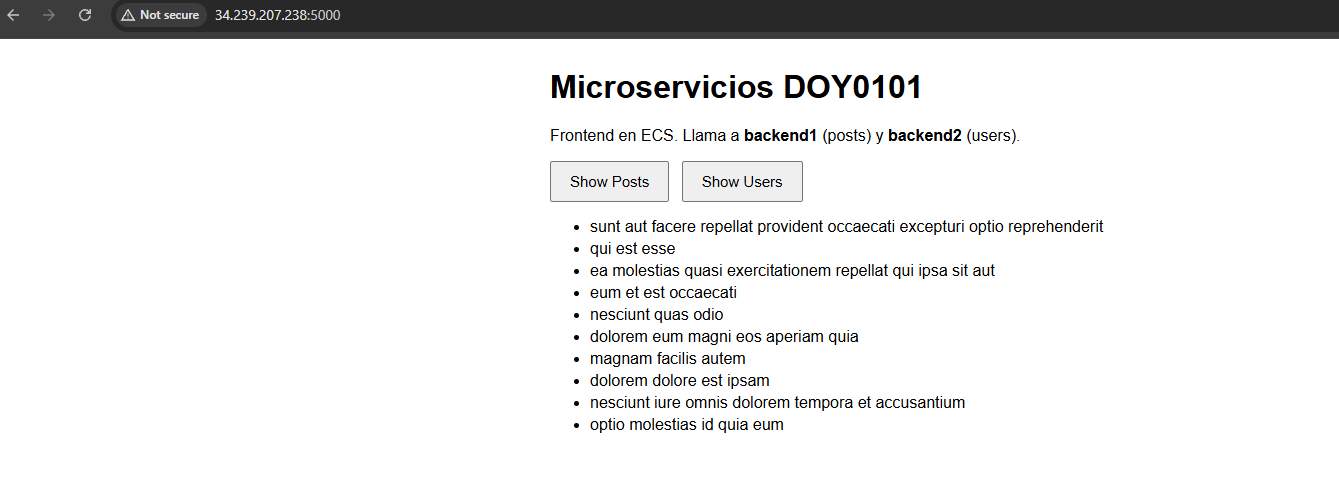 Not secure 34.239.207.238:5000
Microservicios DOY0101
Frontend en ECS. Llama a backend1 (posts) y backend2 (users).
Show Posts Show Users
sunt aut facere repellat provident occaecati excepturi optio reprehenderit
qui est esse
ea molestias quasi exercitationem repellat qui ipsa sit aut
eum et est occaecati
nesciunt quas odio
dolorem eum magni eos aperiam quia
magnam facilis autem
dolorem dolore est ipsam
nesciunt iure omnis dolorem tempora et accusantium
optio molestias id quia eum